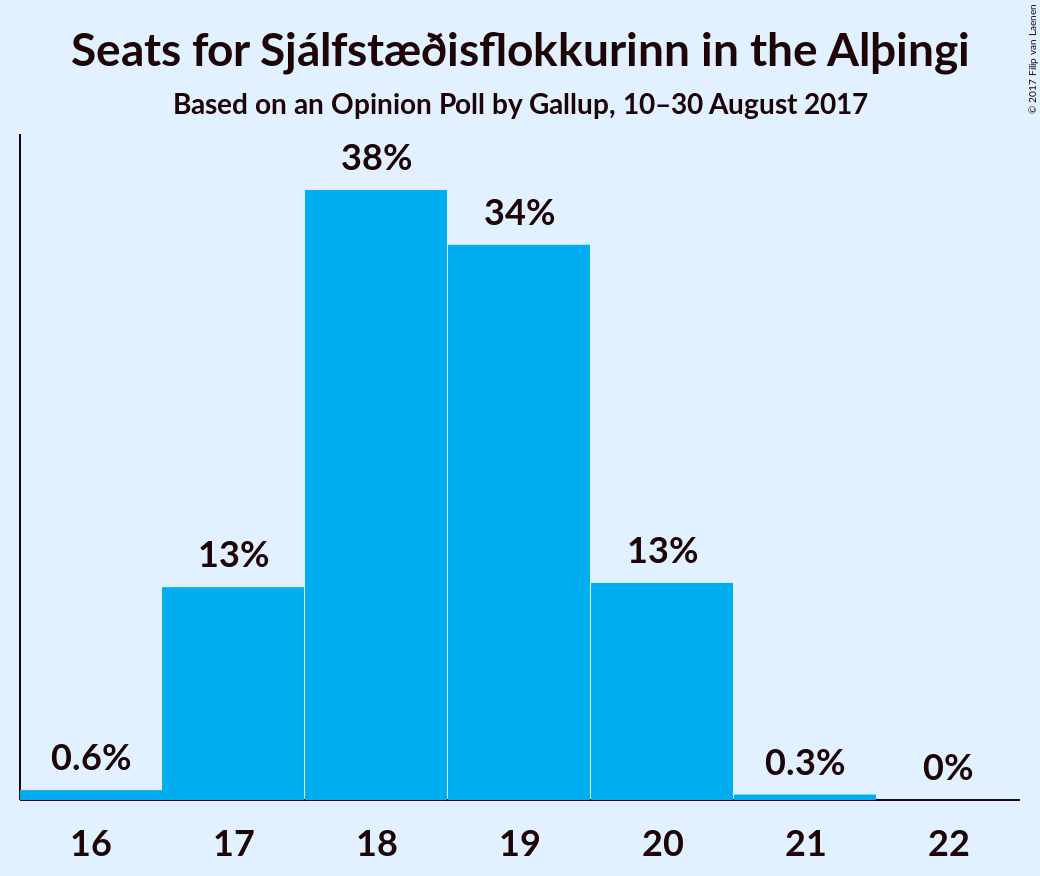 Seats for Sjálfstæðisflokkurinn in the Alþingi
Based on an Opinion Poll by Gallup, 10–30 August 2017
© 2017 Filip van Laenen
38%
34%
13%
13%
0.6%
0.3%
0%
16 17 18 19 20 21 22